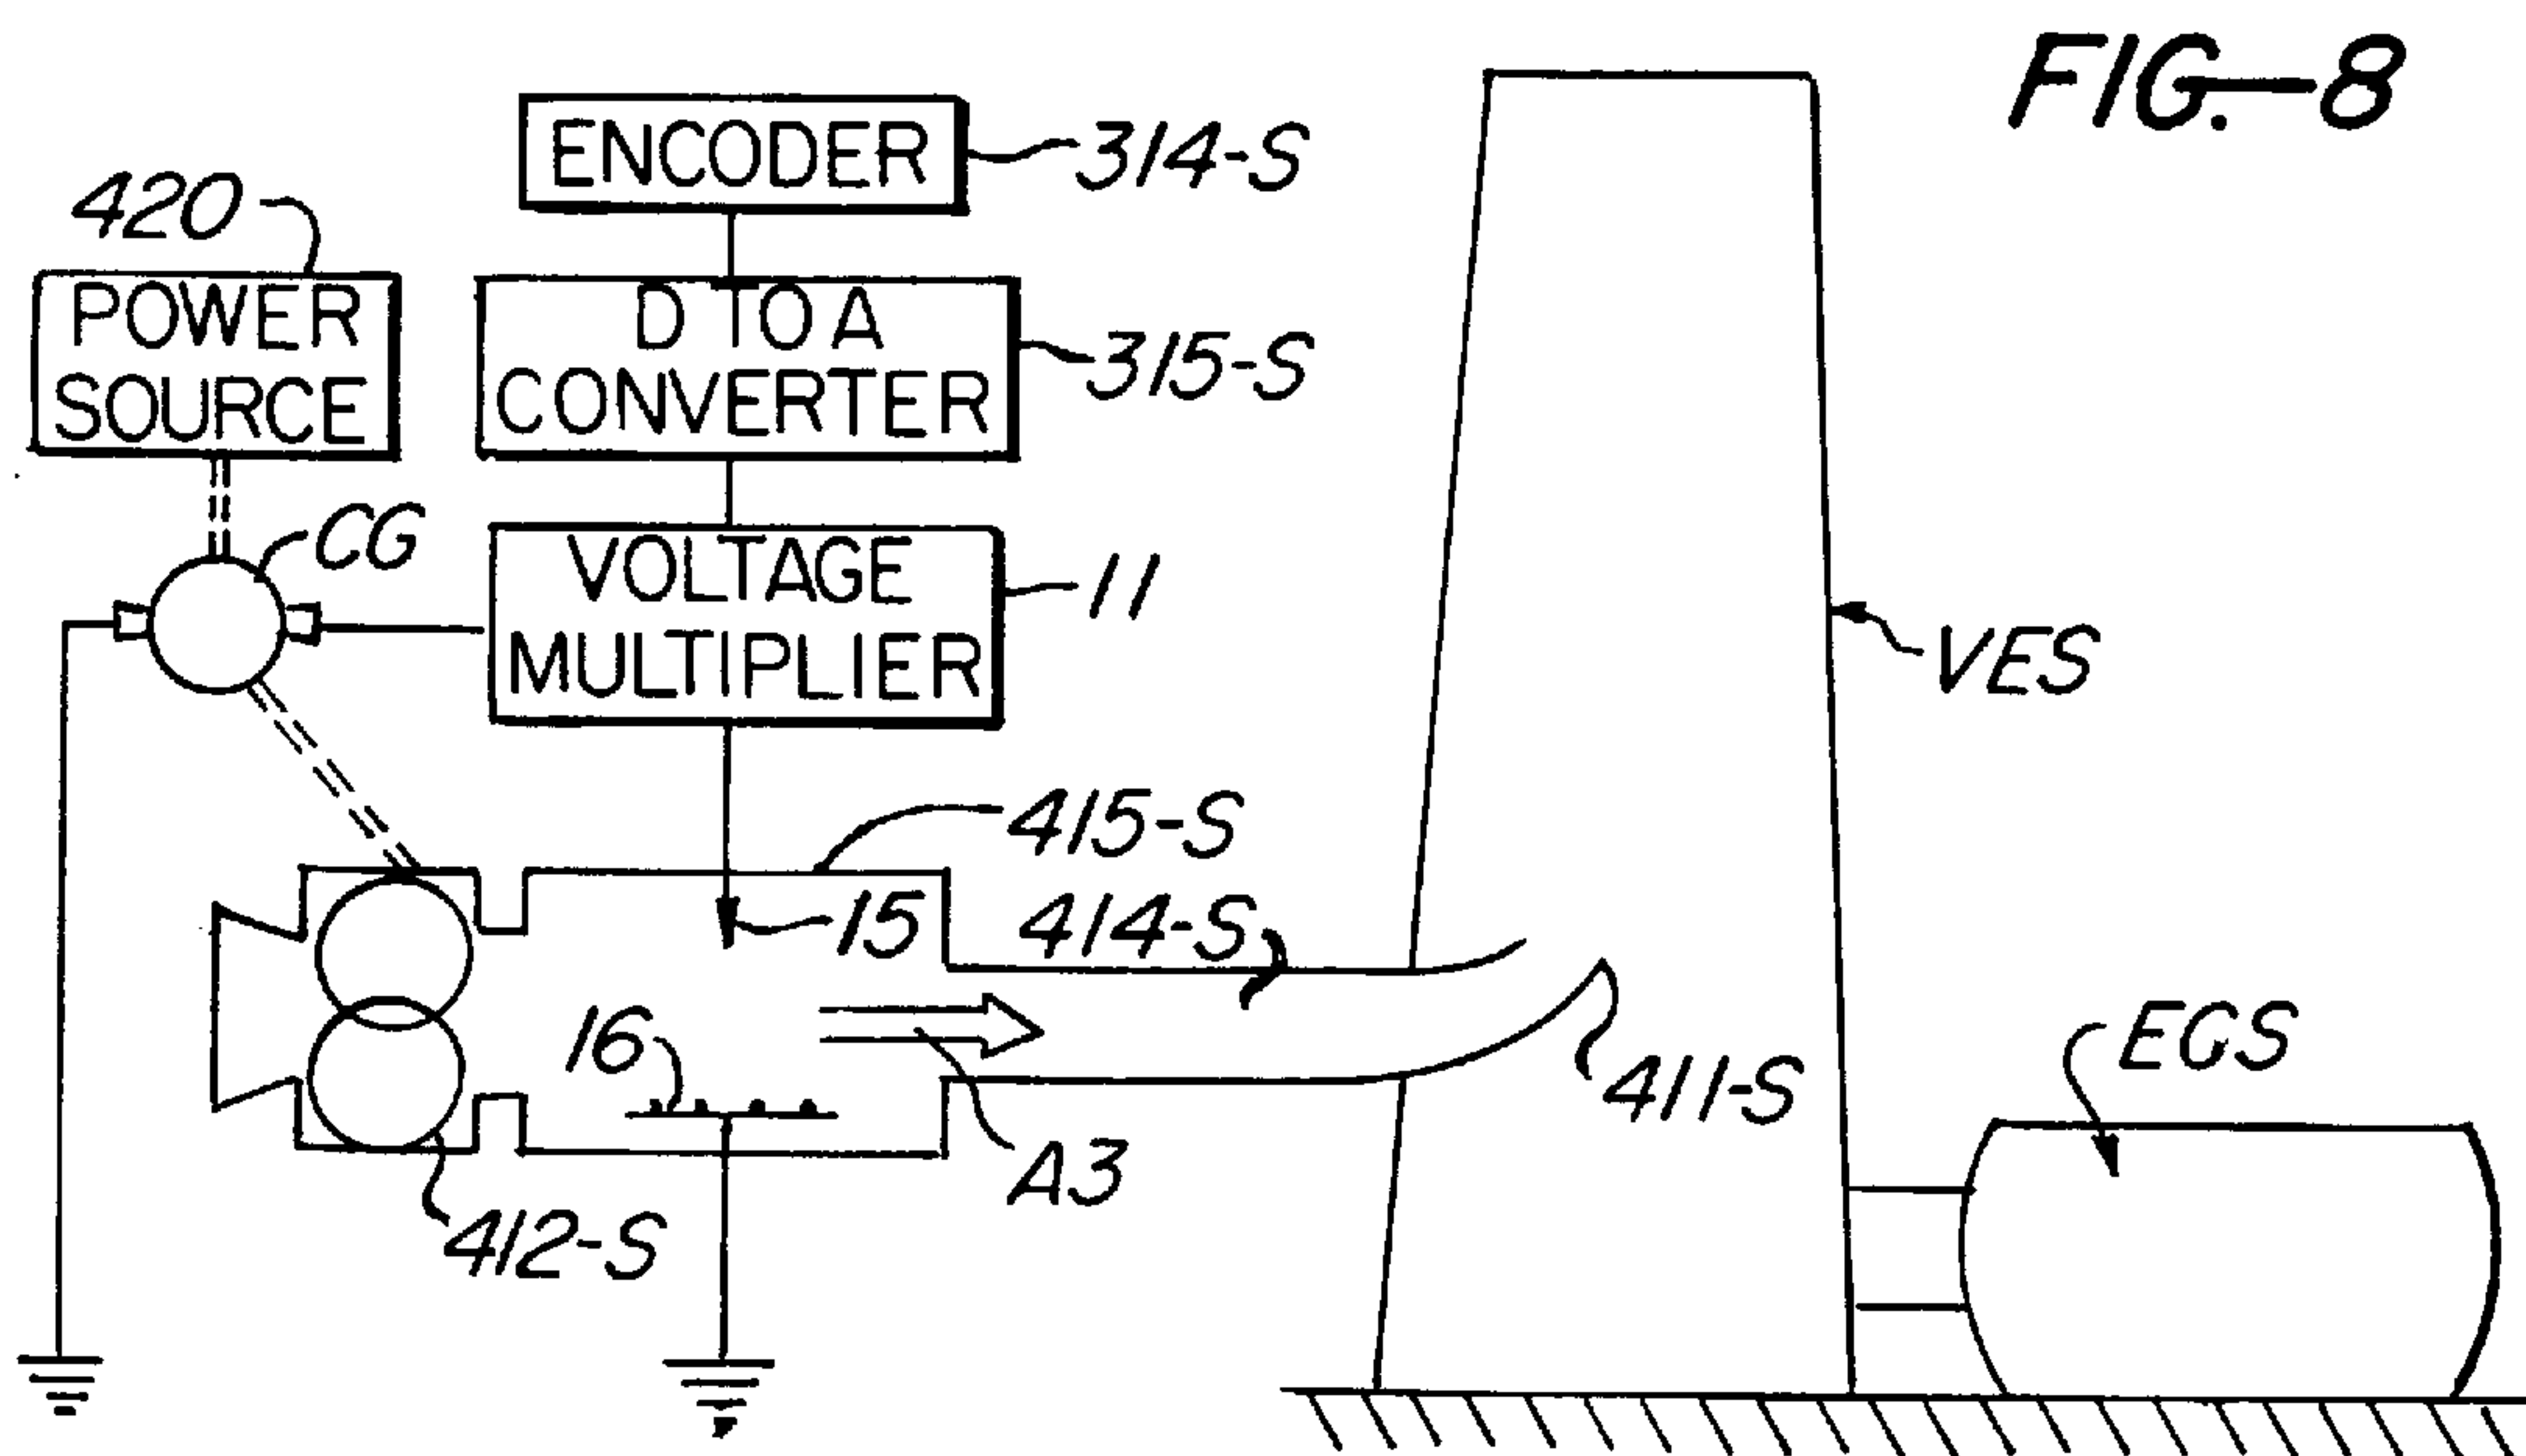 FIG.—8
ENCODER
314-S
420
POWER
SOURCE
D TO A
CONVERTER
315-S
CG
VOLTAGE
MULTIPLIER
11
VES
415-S
15
414-S
16
411-S
EGS
A3
412-S